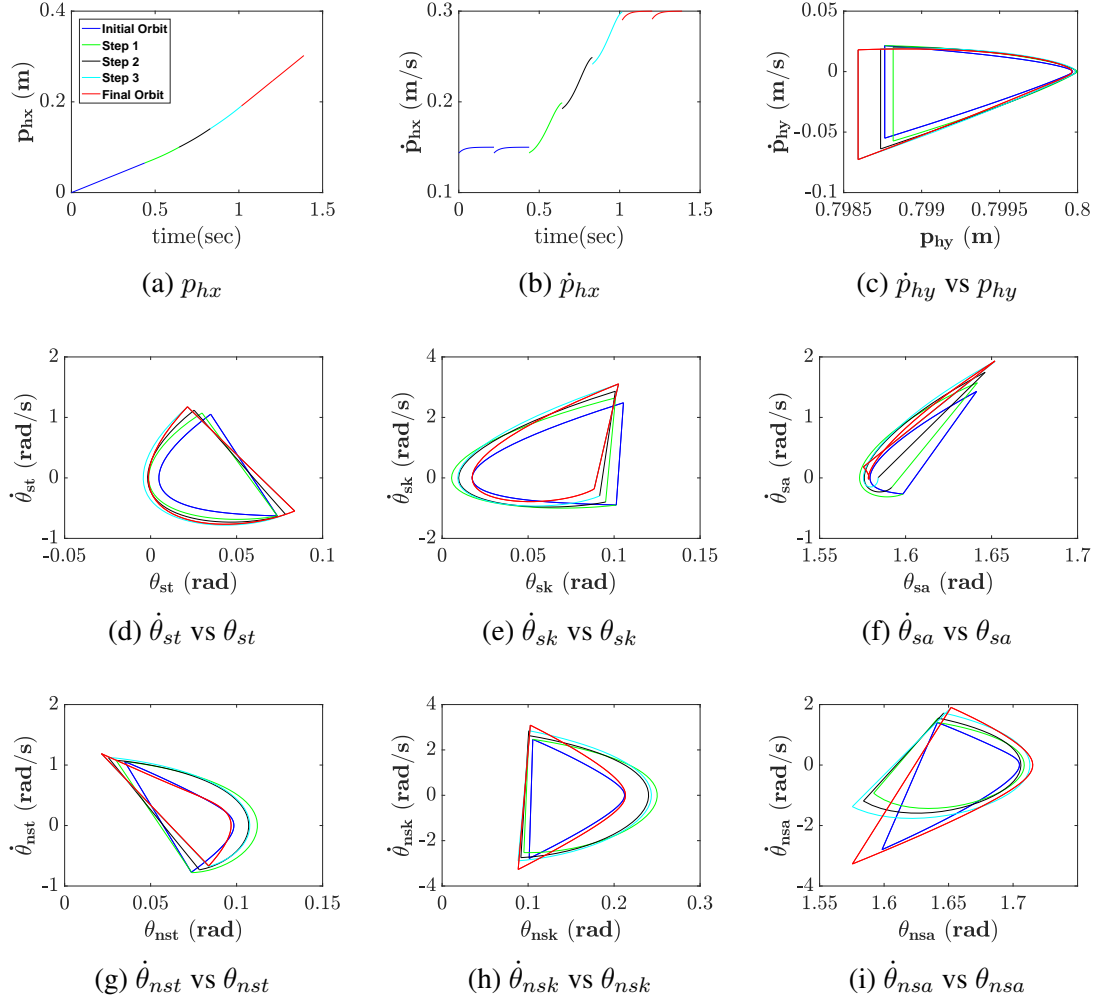 0.4
0.2
0
0 0.5 1 1.5
p_hx (m)
time(sec)
Initial Orbit
Step 1
Step 2
Step 3
Final Orbit
(a) p_hx
0.3
0.2
0.1
0 0.5 1 1.5
ṗ_hx (m/s)
time(sec)
(b) ṗ_hx
0.05
0
-0.05
-0.1
0.7985 0.799 0.7995 0.8
ṗ_hy (m/s)
p_hy (m)
(c) ṗ_hy vs p_hy
2
1
0
-1
-0.05 0 0.05 0.1
θ̇_st (rad/s)
θ_st (rad)
(d) θ̇_st vs θ_st
4
2
0
-2
0 0.05 0.1 0.15
θ̇_sk (rad/s)
θ_sk (rad)
(e) θ̇_sk vs θ_sk
2
1
0
-1
1.55 1.6 1.65 1.7
θ̇_sa (rad/s)
θ_sa (rad)
(f) θ̇_sa vs θ_sa
2
1
0
-1
0 0.05 0.1 0.15
θ̇_nst (rad/s)
θ_nst (rad)
(g) θ̇_nst vs θ_nst
4
2
0
-2
-4
0 0.1 0.2 0.3
θ̇_nsk (rad/s)
θ_nsk (rad)
(h) θ̇_nsk vs θ_nsk
2
0
-2
-4
1.55 1.6 1.65 1.7
θ̇_nsa (rad/s)
θ_nsa (rad)
(i) θ̇_nsa vs θ_nsa